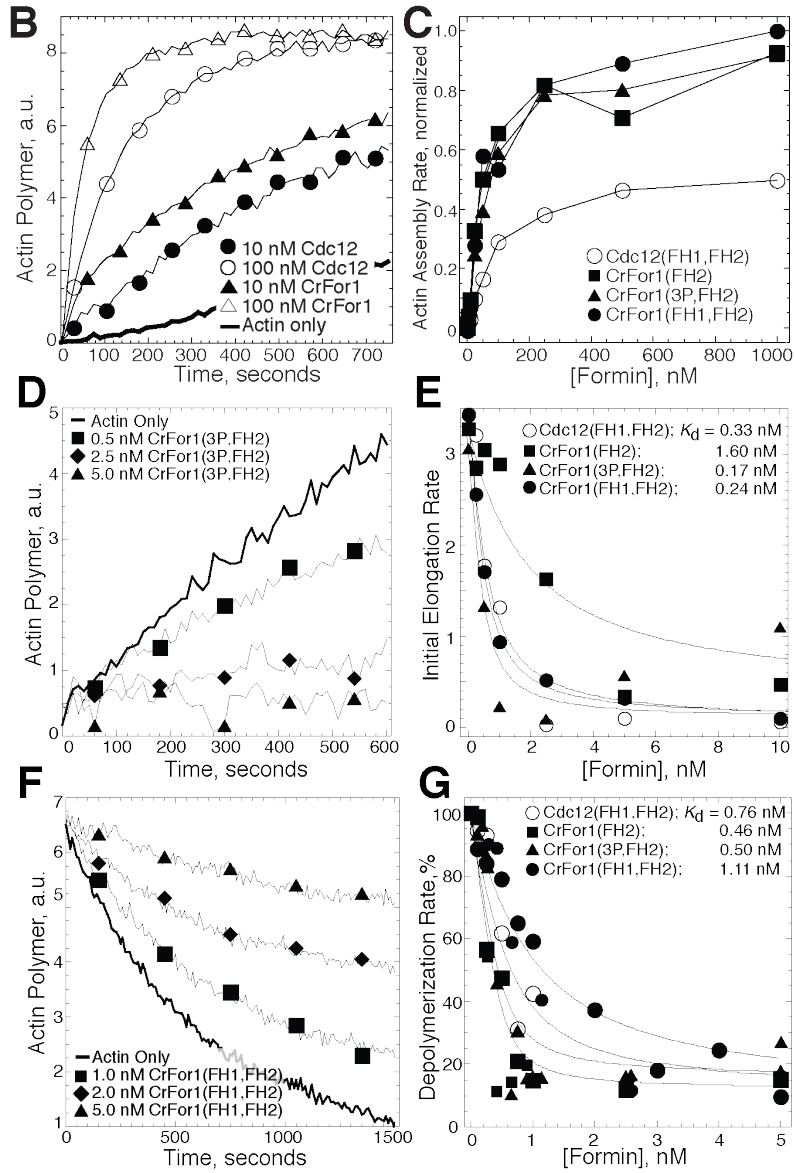 B
Actin Polymer, a.u.
8
6
4
2
0
10 nM Cdc12
100 nM Cdc12
10 nM CrFor1
100 nM CrFor1
Actin only
0 100 200 300 400 500 600 700
Time, seconds
C
Actin Assembly Rate, normalized
1.0
0.8
0.6
0.4
0.2
0
Cdc12(FH1,FH2)
CrFor1(FH2)
CrFor1(3P,FH2)
CrFor1(FH1,FH2)
0 200 400 600 800 1000
[Formin], nM
D
Actin Polymer, a.u.
5
4
3
2
1
0
Actin Only
0.5 nM CrFor1(3P,FH2)
2.5 nM CrFor1(3P,FH2)
5.0 nM CrFor1(3P,FH2)
0 100 200 300 400 500 600
Time, seconds
E
Initial Elongation Rate
3
2
1
0
Cdc12(FH1,FH2); Kd = 0.33 nM
CrFor1(FH2); 1.60 nM
CrFor1(3P,FH2); 0.17 nM
CrFor1(FH1,FH2); 0.24 nM
0 2 4 6 8 10
[Formin], nM
F
Actin Polymer, a.u.
7
6
5
4
3
2
1
Actin Only
1.0 nM CrFor1(FH1,FH2)
2.0 nM CrFor1(FH1,FH2)
5.0 nM CrFor1(FH1,FH2)
0 500 1000 1500
Time, seconds
G
Depolymerization Rate,%
100
80
60
40
20
0
Cdc12(FH1,FH2); Kd = 0.76 nM
CrFor1(FH2): 0.46 nM
CrFor1(3P,FH2): 0.50 nM
CrFor1(FH1,FH2): 1.11 nM
0 1 2 3 4 5
[Formin], nM